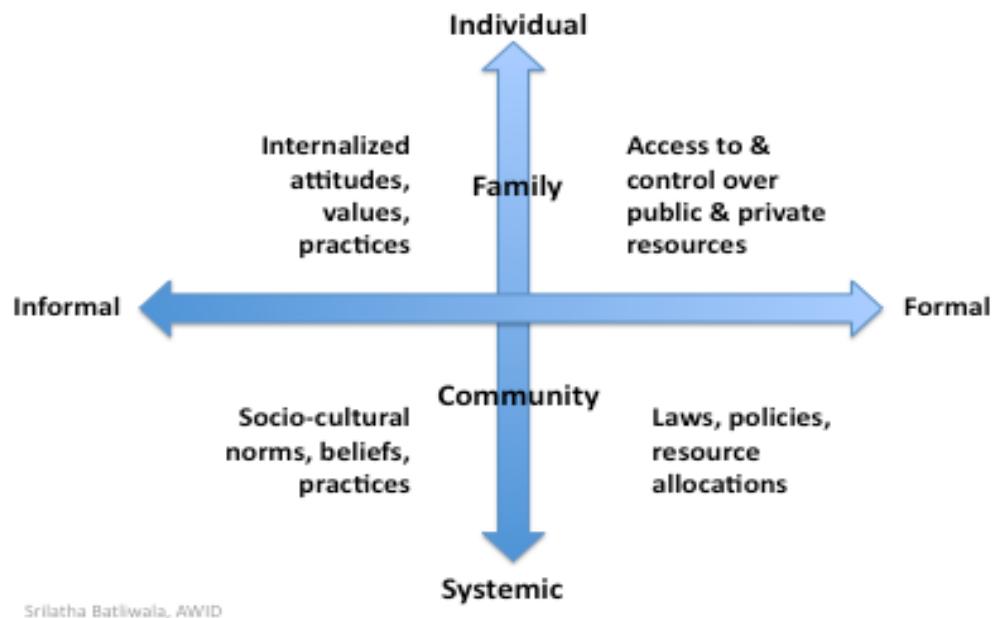 Individual
Internalized
attitudes,
values,
practices
Family
Access to &
control over
public & private
resources
Informal
Formal
Community
Socio-cultural
norms, beliefs,
practices
Laws, policies,
resource
allocations
Systemic
Srilatha Batliwala, AWID